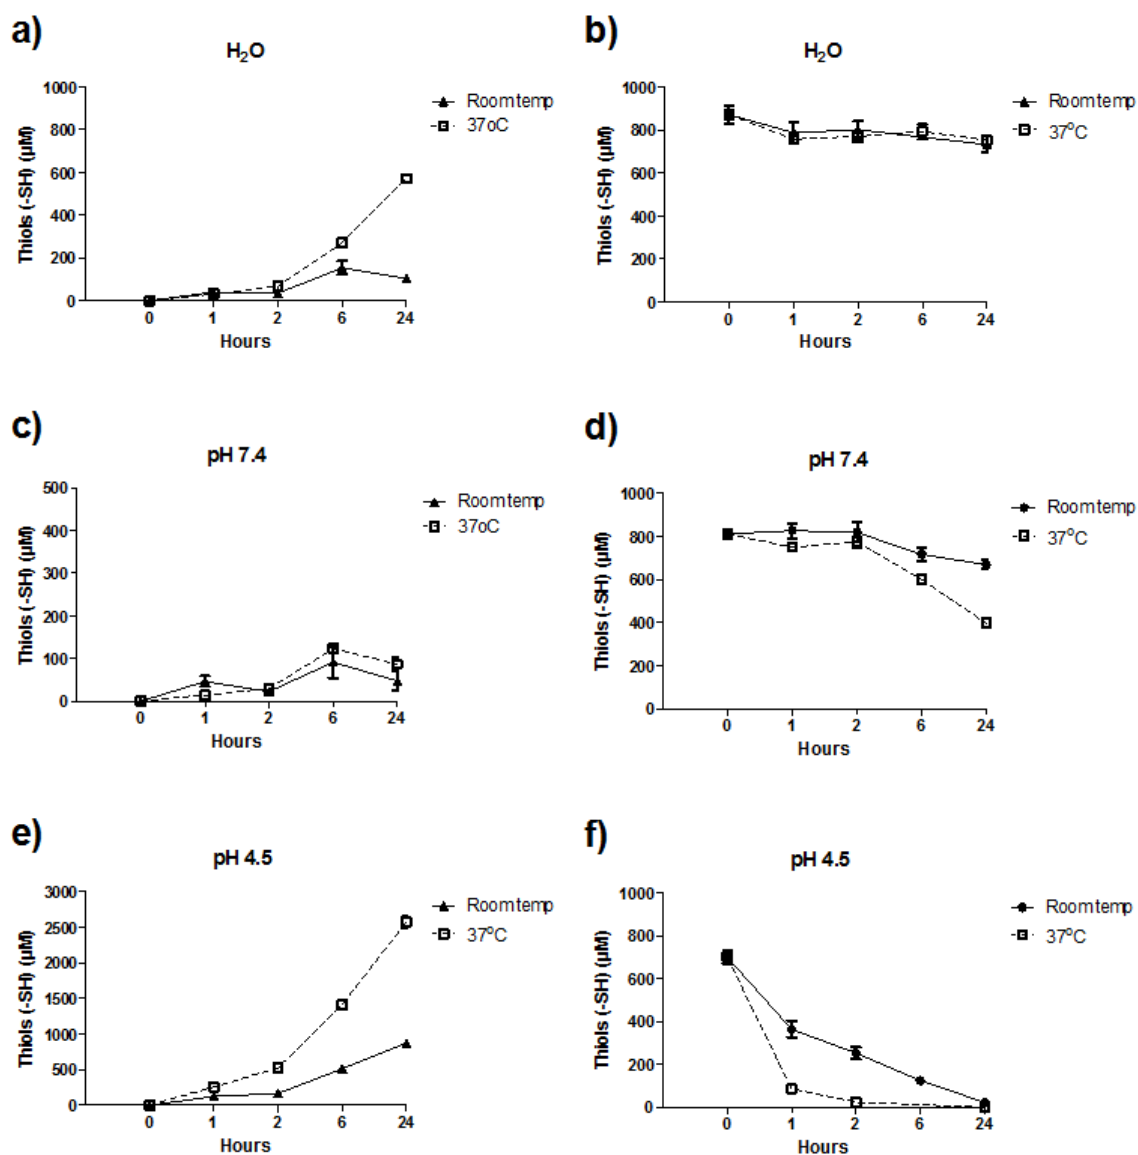 a)
H₂O
Thiols (-SH) (µM)
1000
800
600
400
200
0
0 1 2 6 24
Hours
Roomtemp
37oC
b)
H₂O
Thiols (-SH) (µM)
1000
800
600
400
200
0
0 1 2 6 24
Hours
Roomtemp
37°C
c)
pH 7.4
Thiols (-SH) (µM)
500
400
300
200
100
0
0 1 2 6 24
Hours
Roomtemp
37oC
d)
pH 7.4
Thiols (-SH) (µM)
1000
800
600
400
200
0
0 1 2 6 24
Hours
Roomtemp
37°C
e)
pH 4.5
Thiols (-SH) (µM)
3000
2500
2000
1500
1000
500
0
0 1 2 6 24
Hours
Roomtemp
37°C
f)
pH 4.5
Thiols (-SH) (µM)
1000
800
600
400
200
0
0 1 2 6 24
Hours
Roomtemp
37°C